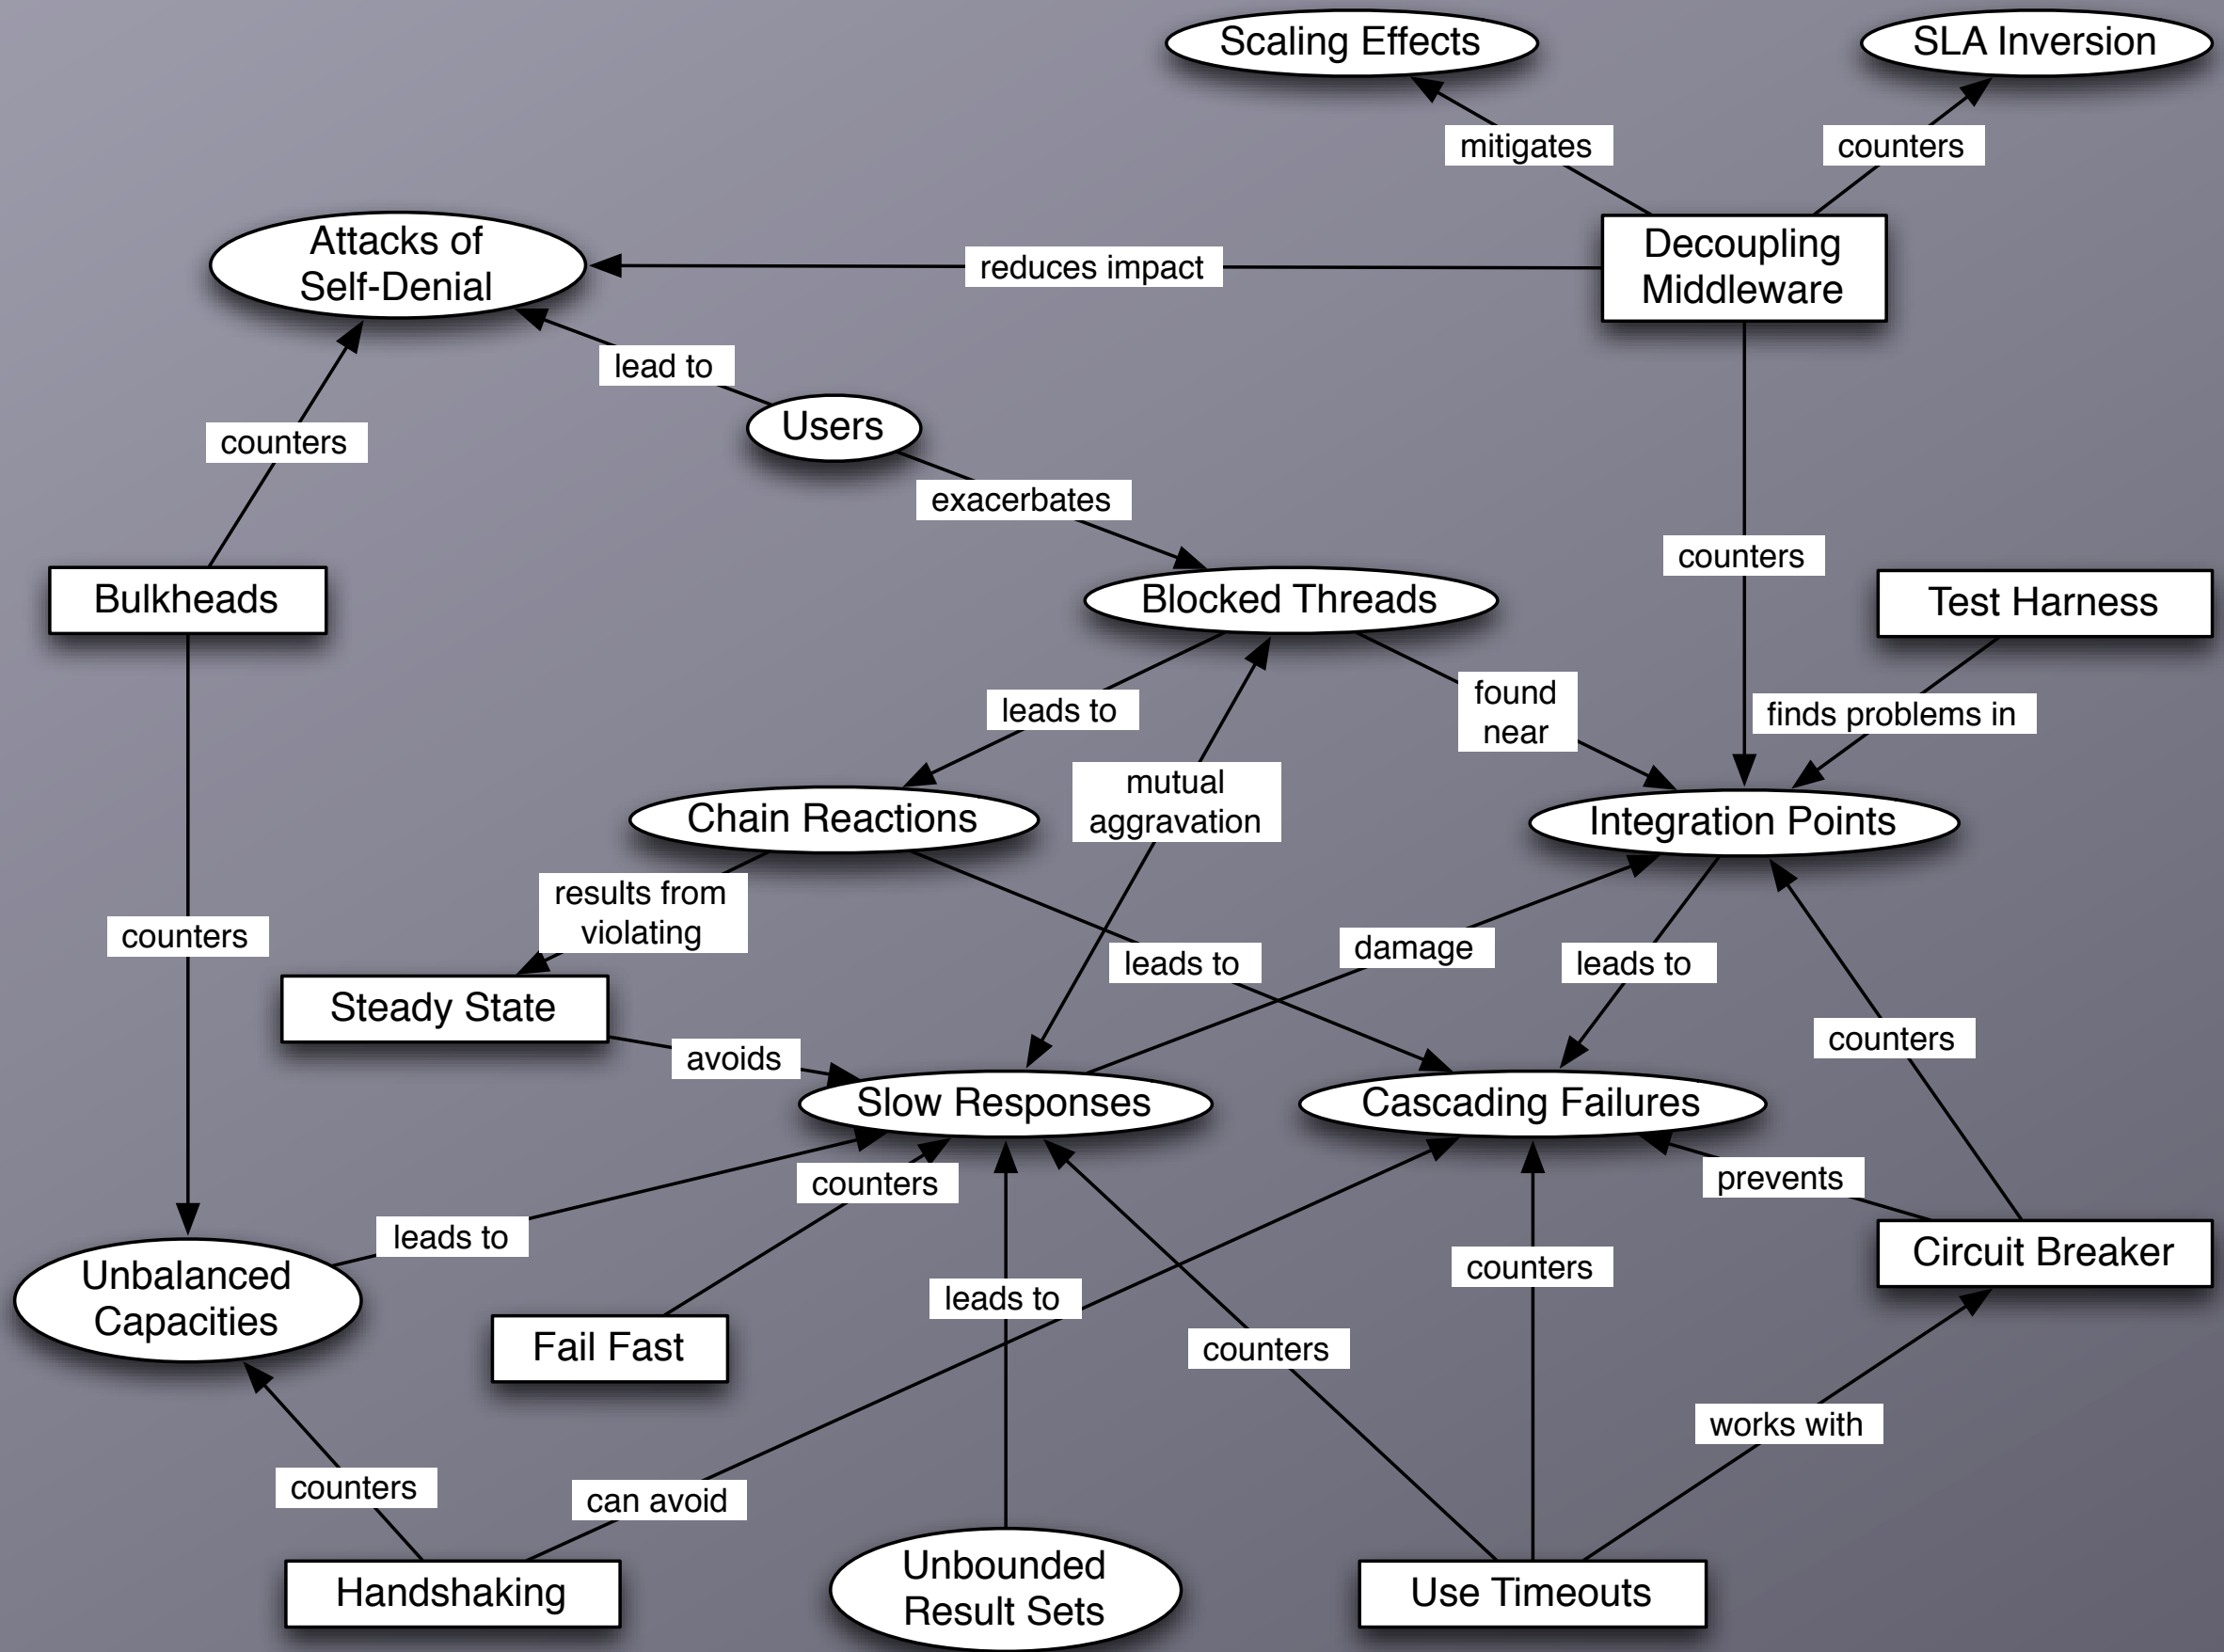 Scaling Effects
SLA Inversion
mitigates
counters
Attacks of
Self-Denial
reduces impact
Decoupling
Middleware
lead to
Users
counters
exacerbates
counters
Bulkheads
Blocked Threads
Test Harness
leads to
found
near
finds problems in
mutual
aggravation
Chain Reactions
Integration Points
results from
violating
counters
leads to
damage
leads to
Steady State
counters
avoids
Slow Responses
Cascading Failures
counters
prevents
leads to
Unbalanced
Capacities
counters
Circuit Breaker
leads to
Fail Fast
counters
works with
counters
can avoid
Handshaking
Unbounded
Result Sets
Use Timeouts